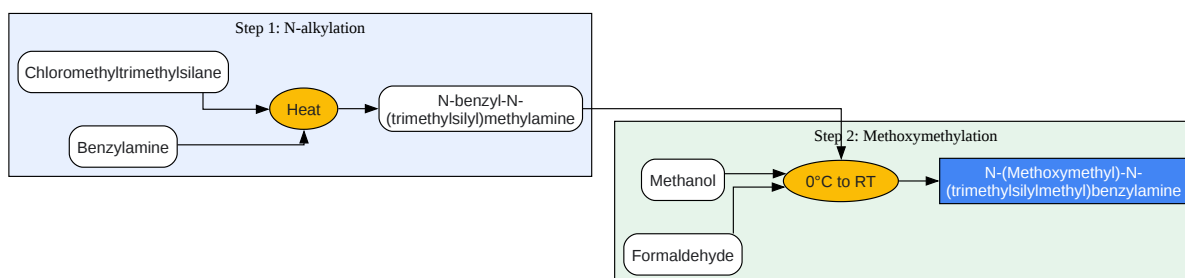 Step 1: N-alkylation
Chloromethyltrimethylsilane
Heat
N-benzyl-N-
(trimethylsilyl)methylamine
Benzylamine
Step 2: Methoxymethylation
Methanol
0°C to RT
N-(Methoxymethyl)-N-
(trimethylsilylmethyl)benzylamine
Formaldehyde